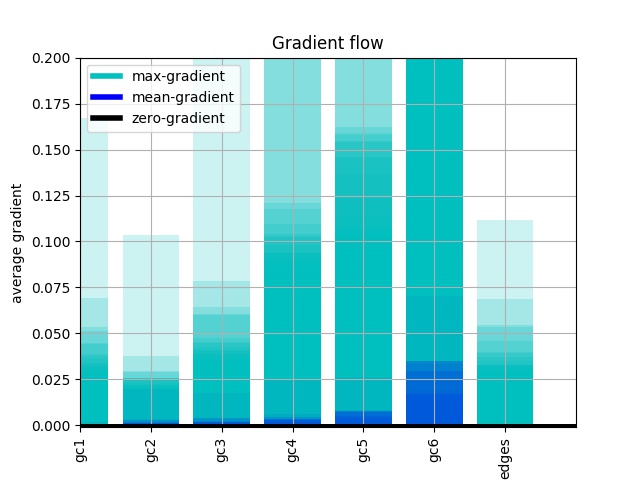 Gradient flow
max-gradient
mean-gradient
zero-gradient
average gradient
0.200
0.175
0.150
0.125
0.100
0.075
0.050
0.025
0.000
gc1
gc2
gc3
gc4
gc5
gc6
edges